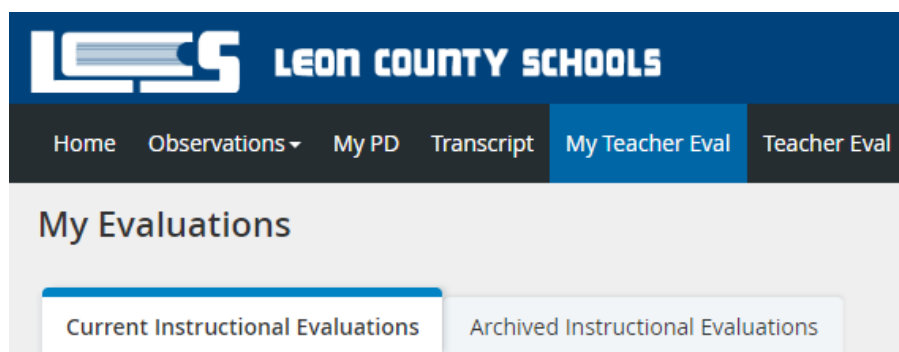 LCS LEON COUNTY SCHOOLS
Home Observations My PD Transcript My Teacher Eval Teacher Eval
My Evaluations
Current Instructional Evaluations Archived Instructional Evaluations